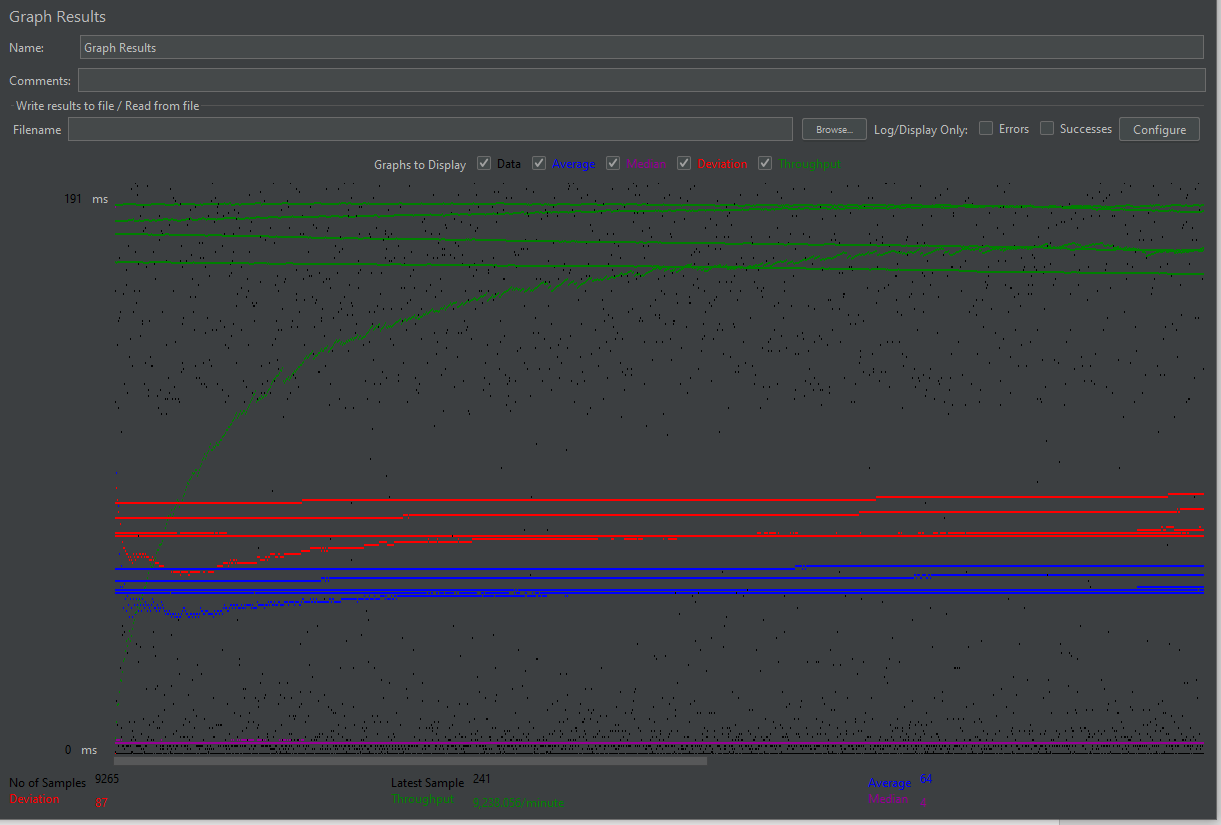 Graph Results
Name: Graph Results
Comments:
Write results to file / Read from file
Filename Browse... Log/Display Only: Errors Successes Configure
Graphs to Display Data Average Median Deviation Throughput
191 ms
0 ms
No of Samples 9265 Latest Sample 241 Average 64
Deviation 87 Throughput 9,238.056/minute Median